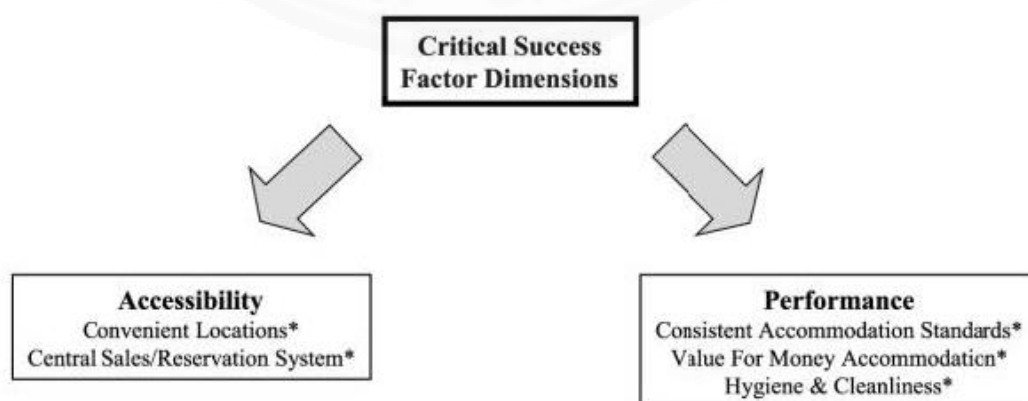 Critical Success
Factor Dimensions
Accessibility
Convenient Locations*
Central Sales/Reservation System*
Performance
Consistent Accommodation Standards*
Value For Money Accommodation*
Hygiene & Cleanliness*